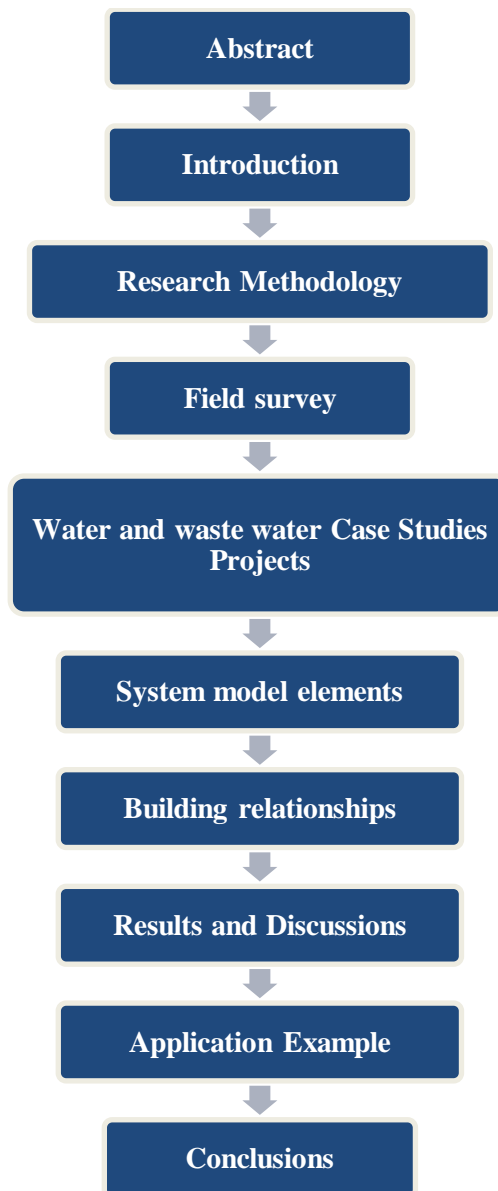 Abstract
Introduction
Research Methodology
Field survey
Water and waste water Case Studies
Projects
System model elements
Building relationships
Results and Discussions
Application Example
Conclusions